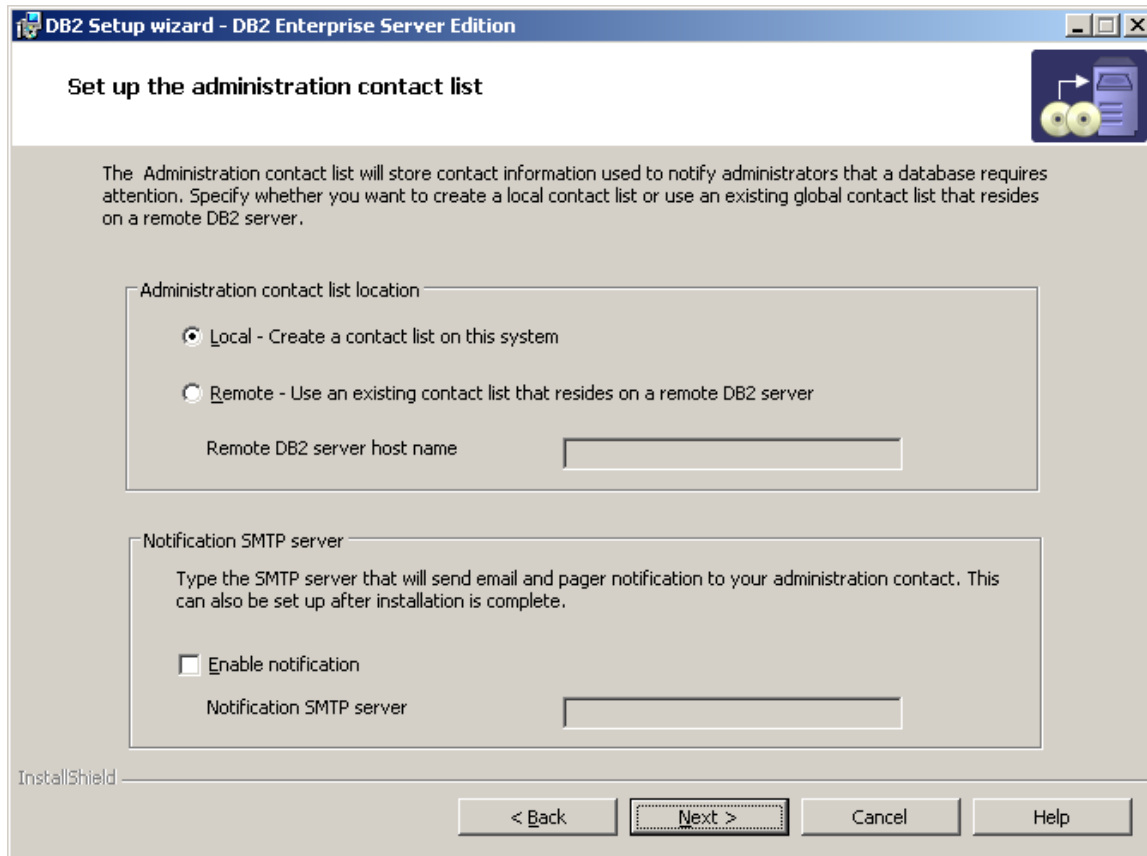 DB2 Setup wizard - DB2 Enterprise Server Edition
Set up the administration contact list
The Administration contact list will store contact information used to notify administrators that a database requires
attention. Specify whether you want to create a local contact list or use an existing global contact list that resides
on a remote DB2 server.
Administration contact list location
Local - Create a contact list on this system
Remote - Use an existing contact list that resides on a remote DB2 server
Remote DB2 server host name
Notification SMTP server
Type the SMTP server that will send email and pager notification to your administration contact. This
can also be set up after installation is complete.
Enable notification
Notification SMTP server
InstallShield
< Back Next > Cancel Help